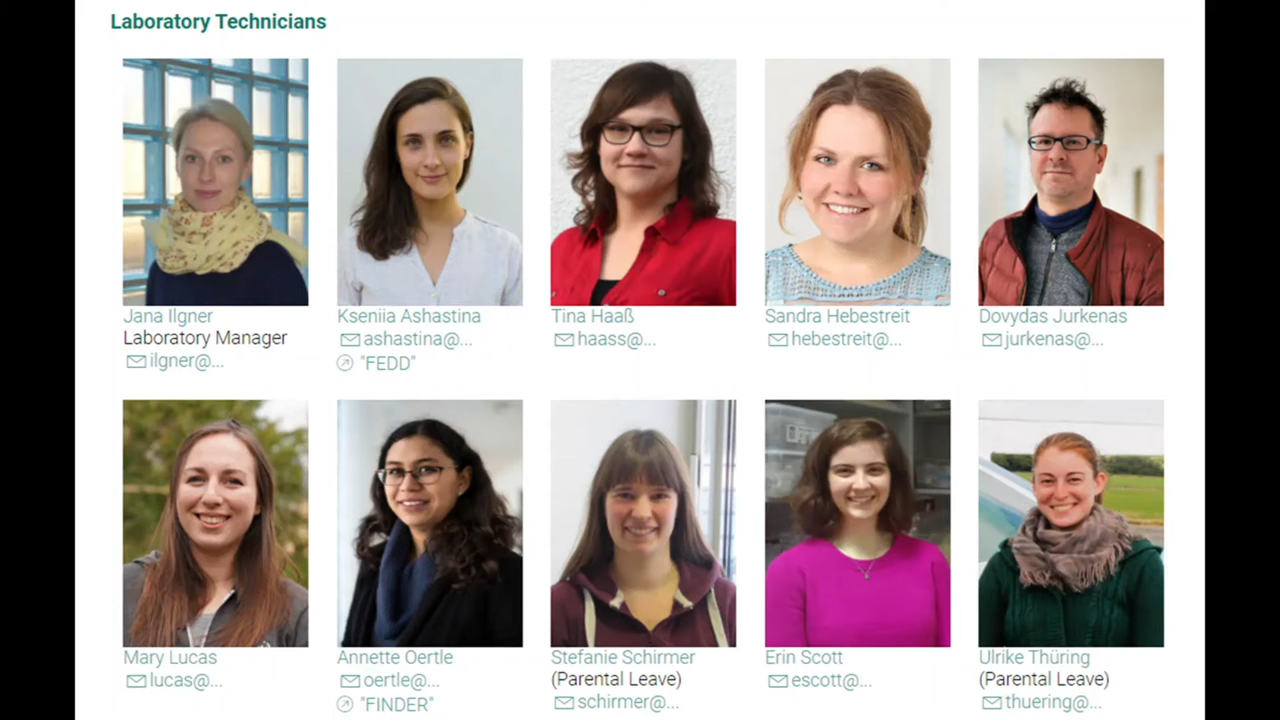 Laboratory Technicians
Jana Ilgner
Laboratory Manager
ilgner@...
Kseniia Ashastina
ashastina@...
"FEDD"
Tina Haaß
haass@...
Sandra Hebestreit
hebestreit@...
Dovydas Jurkenas
jurkenas@...
Mary Lucas
lucas@...
Annette Oertle
oertle@...
"FINDER"
Stefanie Schirmer
(Parental Leave)
schirmer@...
Erin Scott
escott@...
Ulrike Thüring
(Parental Leave)
thuering@...